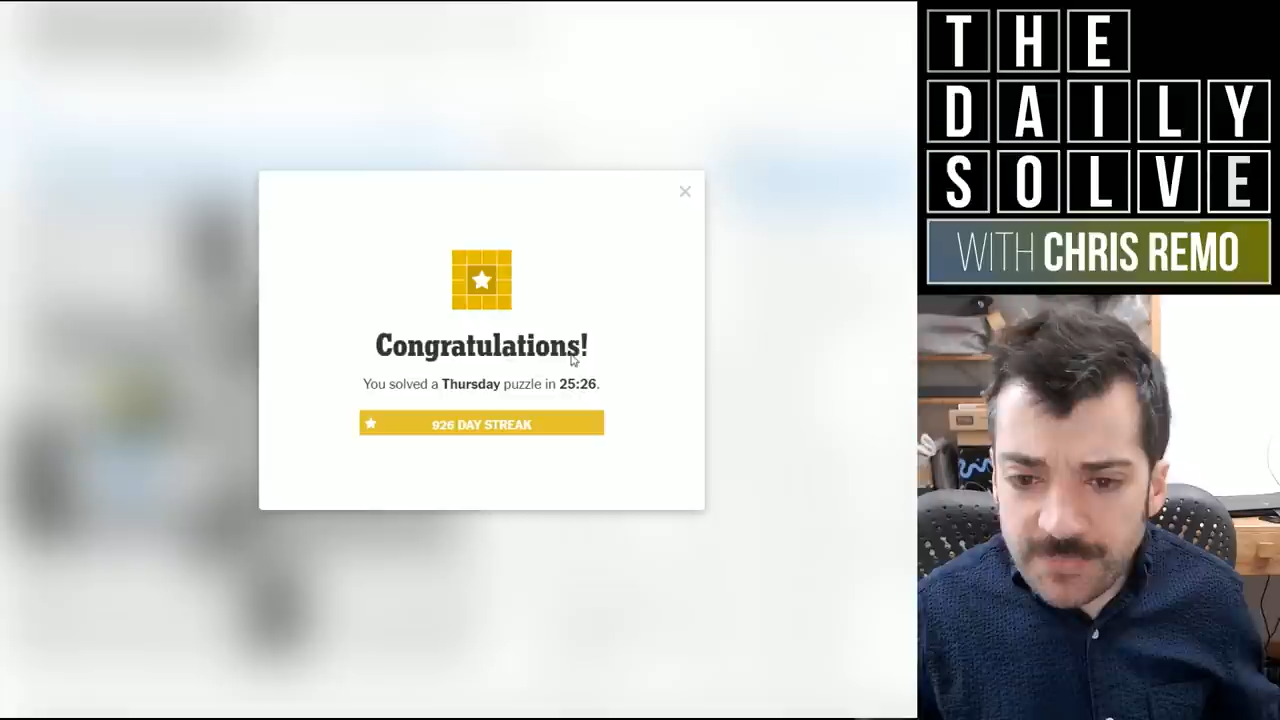 THE
DAILY
SOLVE
WITH CHRIS REMO
Congratulations!
You solved a Thursday puzzle in 25:26.
926 DAY STREAK